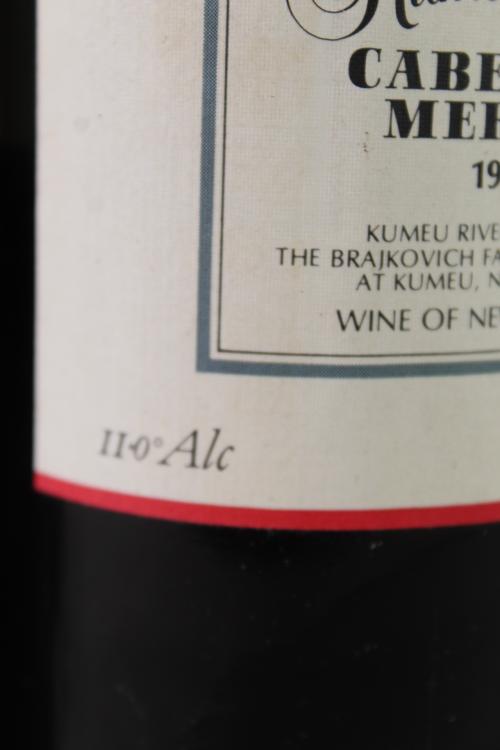 CABE
MER
19
KUMEU RIVE
THE BRAJKOVICH FA
AT KUMEU, N
WINE OF NE
11·0° Alc